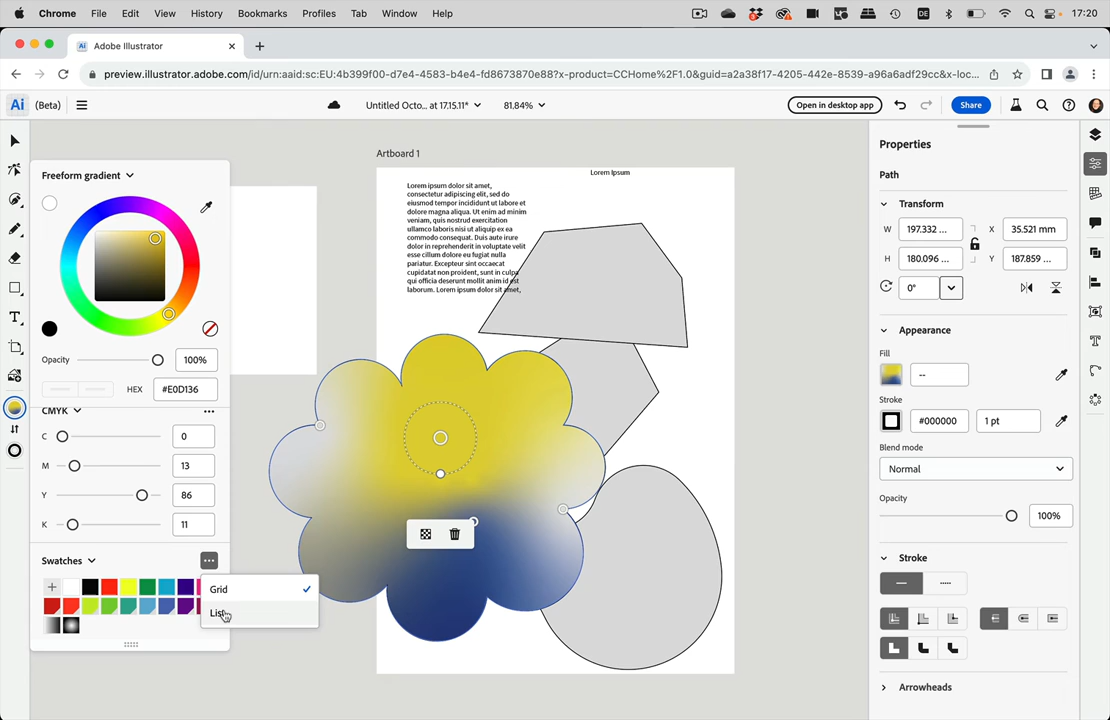 Chrome File Edit View History Bookmarks Profiles Tab Window Help DE 17:20
Ai Adobe Illustrator
preview.illustrator.adobe.com/id/urn:aaid:sc:EU:4b399f00-d7e4-4583-b4e4-fd8673870e88?x-product=CCHome%2F1.0&guid=a2a38f17-4205-442e-8539-a96a6adf29cc&x-loc...
Ai (Beta) Untitled Octo... at 17.15.11* 81.84% Open in desktop app Share
Artboard 1
Freeform gradient
Opacity 100%
HEX #E0D136
CMYK
C 0
M 13
Y 86
K 11
Swatches
Grid
List
Lorem Ipsum
Lorem ipsum dolor sit amet,
consectetur adipiscing elit, sed do
eiusmod tempor incididunt ut labore et
dolore magna aliqua. Ut enim ad minim
veniam, quis nostrud exercitation
ullamco laboris nisi ut aliquip ex ea
commodo consequat. Duis aute irure
dolor in reprehenderit in voluptate velit
esse cillum dolore eu fugiat nulla
pariatur. Excepteur sint occaecat
cupidatat non proident, sunt in culpa
qui officia deserunt mollit anim id est
laborum. Lorem ipsum dolor sit amet,
Properties
Path
Transform
W 197.332 ... X 35.521 mm
H 180.096 ... Y 187.859 ...
0°
Appearance
Fill
--
Stroke
#000000 1 pt
Blend mode
Normal
Opacity
100%
Stroke
Arrowheads
T
T